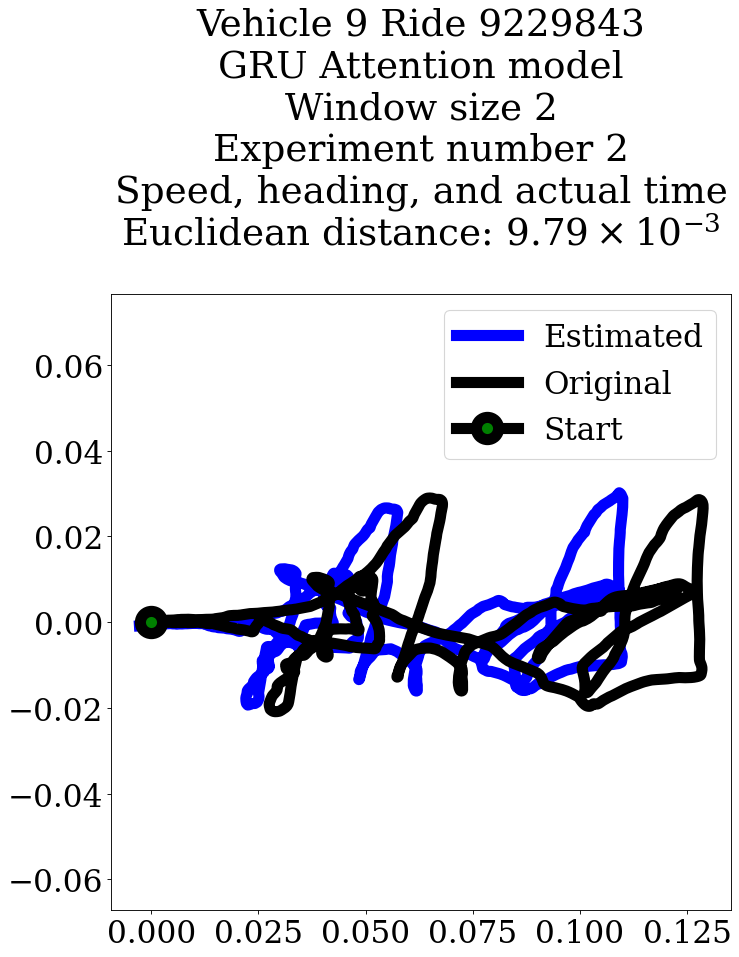 Vehicle 9 Ride 9229843
GRU Attention model
Window size 2
Experiment number 2
Speed, heading, and actual time
Euclidean distance: 9.79 × 10⁻³
Estimated
Original
Start
0.06
0.04
0.02
0.00
−0.02
−0.04
−0.06
0.000 0.025 0.050 0.075 0.100 0.125